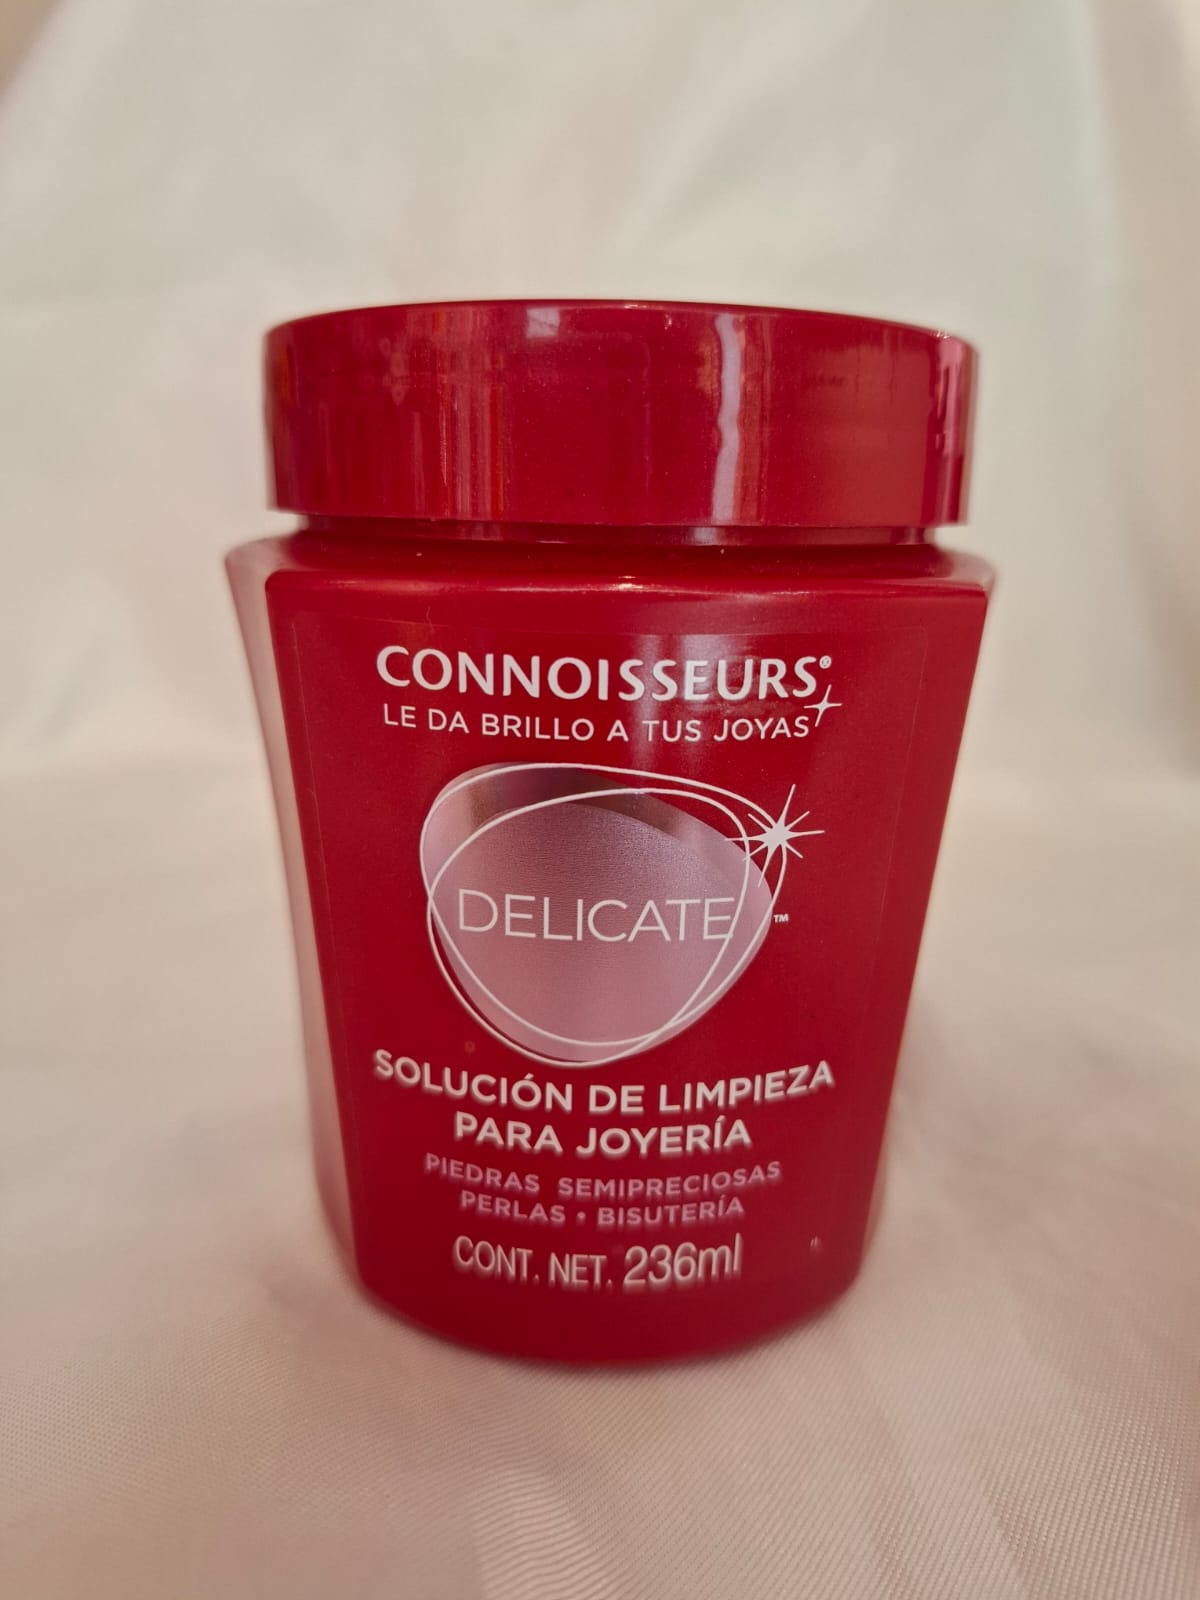 CONNOISSEURS®
LE DA BRILLO A TUS JOYAS
DELICATE™
SOLUCIÓN DE LIMPIEZA
PARA JOYERÍA
PIEDRAS SEMIPRECIOSAS
PERLAS • BISUTERÍA
CONT. NET. 236ml